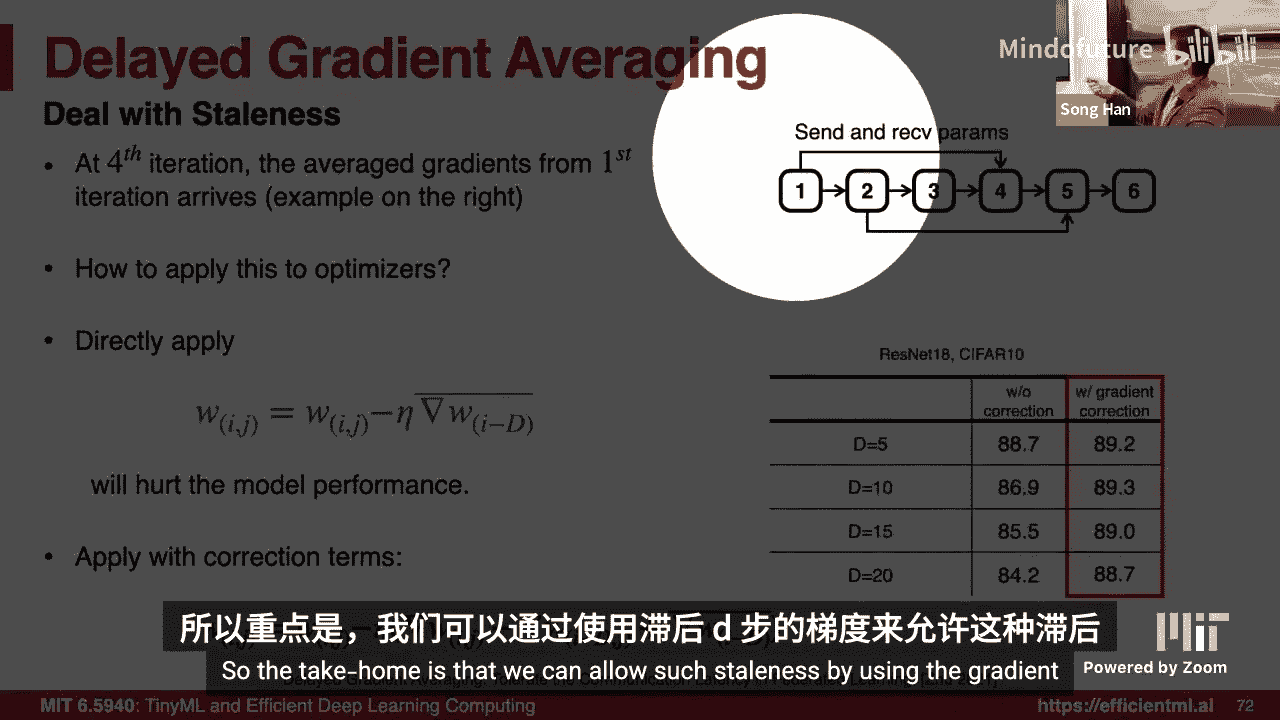 Delayed Gradient Averaging
Mindofuture bilibili
Song Han
Deal with Staleness
• At 4th iteration, the averaged gradients from 1st
iteration arrives (example on the right)
• How to apply this to optimizers?
• Directly apply
w(i,j) = w(i,j)−η∇w(i−D)
will hurt the model performance.
• Apply with correction terms:
Send and recv params
1 2 3 4 5 6
ResNet18, CIFAR10
w/o correction w/ gradient correction
D=5 88.7 89.2
D=10 86.9 89.3
D=15 85.5 89.0
D=20 84.2 88.7
所以重点是，我们可以通过使用滞后 d 步的梯度来允许这种滞后
So the take-home is that we can allow such staleness by using the gradient
MIT
Powered by Zoom
MIT 6.5940: TinyML and Efficient Deep Learning Computing
https://efficientml.ai 72